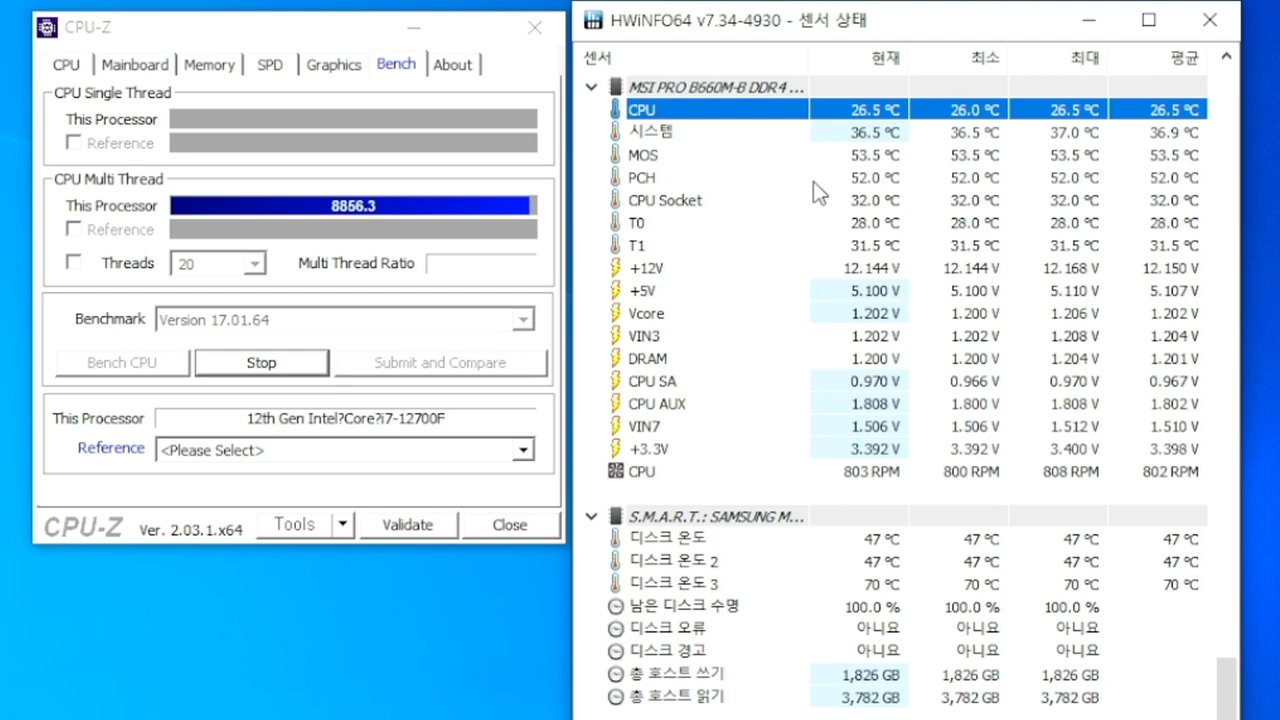 CPU-Z
CPU Mainboard Memory SPD Graphics Bench About
CPU Single Thread
This Processor
Reference
CPU Multi Thread
This Processor 8856.3
Reference
Threads 20 Multi Thread Ratio
Benchmark Version 17.01.64
Bench CPU Stop Submit and Compare
This Processor 12th Gen Intel?Core?i7-12700F
Reference <Please Select>
CPU-Z Ver. 2.03.1.x64 Tools Validate Close
HWiNFO64 v7.34-4930 - 센서 상태
센서 현재 최소 최대 평균
MSI PRO B660M-B DDR4 ...
CPU 26.5 ℃ 26.0 ℃ 26.5 ℃ 26.5 ℃
시스템 36.5 ℃ 36.5 ℃ 37.0 ℃ 36.9 ℃
MOS 53.5 ℃ 53.5 ℃ 53.5 ℃ 53.5 ℃
PCH 52.0 ℃ 52.0 ℃ 52.0 ℃ 52.0 ℃
CPU Socket 32.0 ℃ 32.0 ℃ 32.0 ℃ 32.0 ℃
T0 28.0 ℃ 28.0 ℃ 28.0 ℃ 28.0 ℃
T1 31.5 ℃ 31.5 ℃ 31.5 ℃ 31.5 ℃
+12V 12.144 V 12.144 V 12.168 V 12.150 V
+5V 5.100 V 5.100 V 5.110 V 5.107 V
Vcore 1.202 V 1.200 V 1.206 V 1.202 V
VIN3 1.202 V 1.202 V 1.208 V 1.204 V
DRAM 1.200 V 1.200 V 1.204 V 1.201 V
CPU SA 0.970 V 0.966 V 0.970 V 0.967 V
CPU AUX 1.808 V 1.800 V 1.808 V 1.802 V
VIN7 1.506 V 1.506 V 1.512 V 1.510 V
+3.3V 3.392 V 3.392 V 3.400 V 3.398 V
CPU 803 RPM 800 RPM 808 RPM 802 RPM
S.M.A.R.T.: SAMSUNG M...
디스크 온도 47 ℃ 47 ℃ 47 ℃ 47 ℃
디스크 온도 2 47 ℃ 47 ℃ 47 ℃ 47 ℃
디스크 온도 3 70 ℃ 70 ℃ 70 ℃ 70 ℃
남은 디스크 수명 100.0 % 100.0 % 100.0 %
디스크 오류 아니요 아니요 아니요
디스크 경고 아니요 아니요 아니요
총 호스트 쓰기 1,826 GB 1,826 GB 1,826 GB
총 호스트 읽기 3,782 GB 3,782 GB 3,782 GB